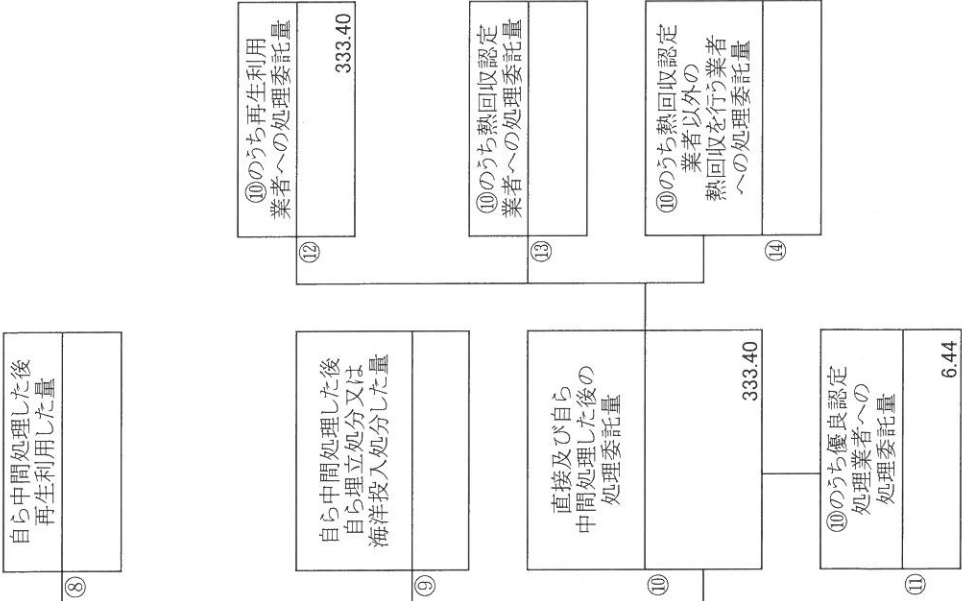 ⑧
自ら中間処理した後
再生利用した量
⑨
自ら中間処理した後
自ら埋立処分又は
海洋投入処分した量
⑩
直接及び自ら
中間処理した後の
処理委託量
333.40
⑪
⑩のうち優良認定
処理業者への
処理委託量
6.44
⑫
⑩のうち再生利用
業者への処理委託量
333.40
⑬
⑩のうち熱回収認定
業者への処理委託量
⑭
⑩のうち熱回収認定
業者以外の
熱回収を行う業者
への処理委託量